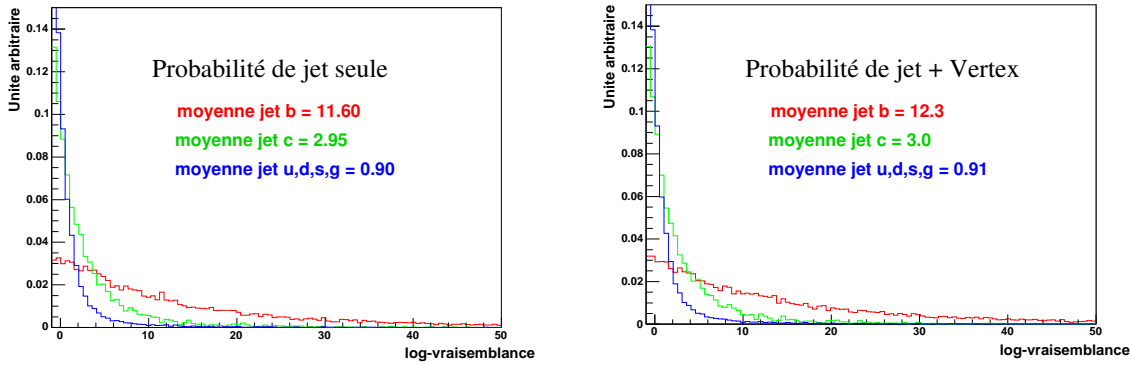 Unite arbitraire
0.14
0.12
0.1
0.08
0.06
0.04
0.02
0
Probabilité de jet seule
moyenne jet b = 11.60
moyenne jet c = 2.95
moyenne jet u,d,s,g = 0.90
0 10 20 30 40 50
log-vraisemblance
Unite arbitraire
0.14
0.12
0.1
0.08
0.06
0.04
0.02
0
Probabilité de jet + Vertex
moyenne jet b = 12.3
moyenne jet c = 3.0
moyenne jet u,d,s,g = 0.91
0 10 20 30 40 50
log-vraisemblance